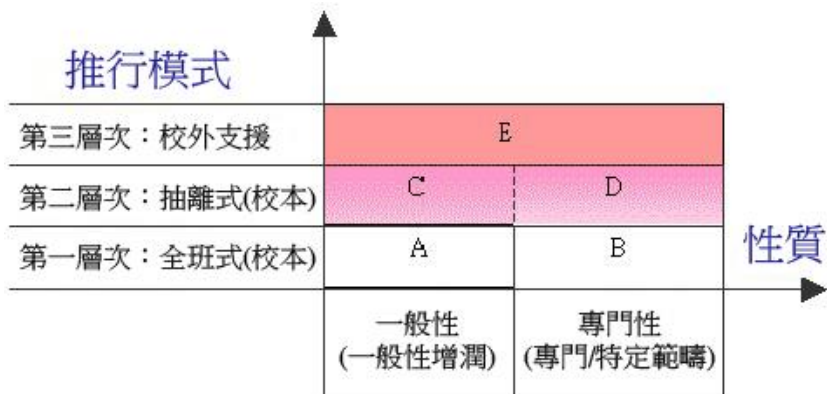 推行模式
第三層次：校外支援
E
第二層次：抽離式(校本)
C
D
第一層次：全班式(校本)
A
B
性質
一般性
(一般性增潤)
專門性
(專門/特定範疇)